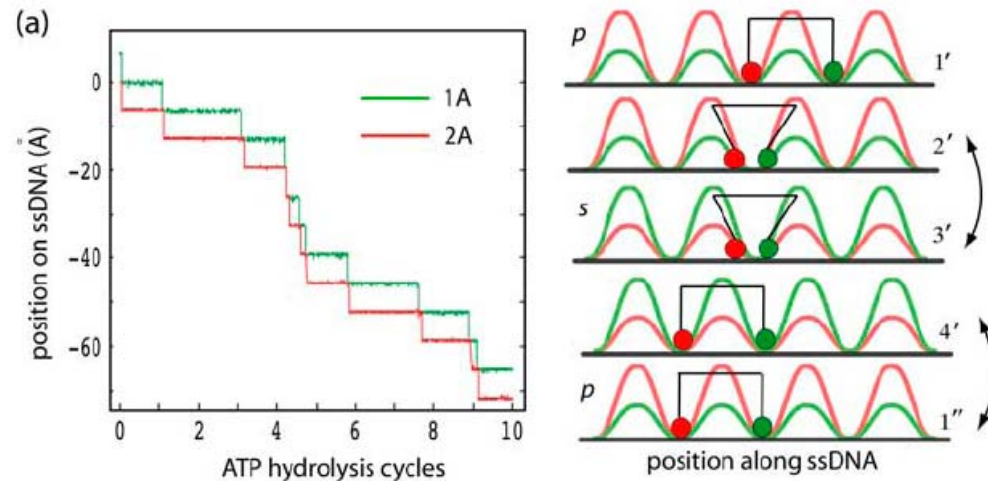 (a)
position on ssDNA (Å)
0
−20
−40
−60
1A
2A
0 2 4 6 8 10
ATP hydrolysis cycles
p
1′
2′
s
3′
4′
p
1″
position along ssDNA